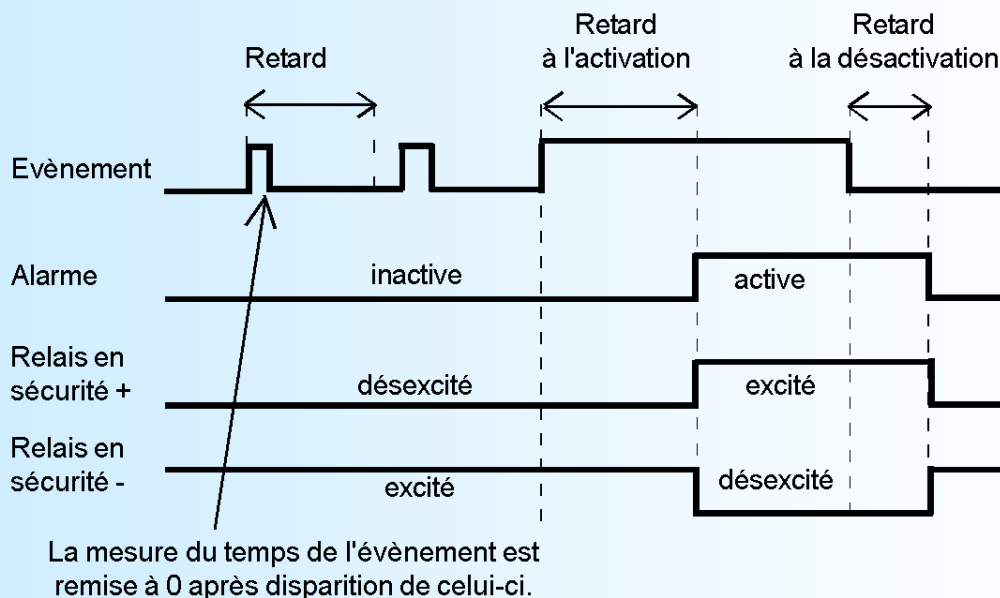 Retard
Retard
à l'activation
Retard
à la désactivation
Evènement
Alarme
inactive
active
Relais en
sécurité +
désexcité
excité
Relais en
sécurité -
excité
désexcité
La mesure du temps de l'évènement est
remise à 0 après disparition de celui-ci.